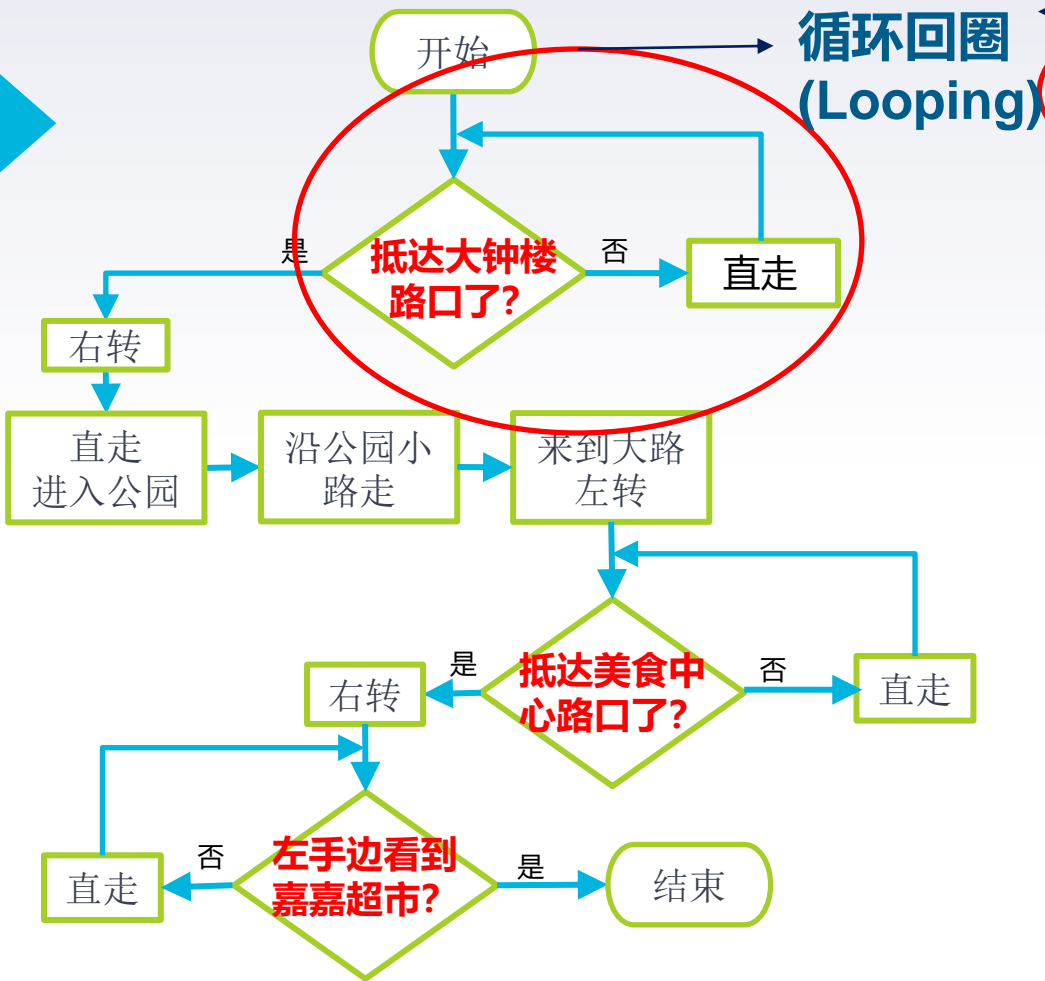 开始
循环回圈
(Looping)
是
抵达大钟楼
路口了?
否
直走
右转
直走
进入公园
沿公园小
路走
来到大路
左转
是
右转
抵达美食中
心路口了?
否
直走
否
直走
左手边看到
嘉嘉超市?
是
结束